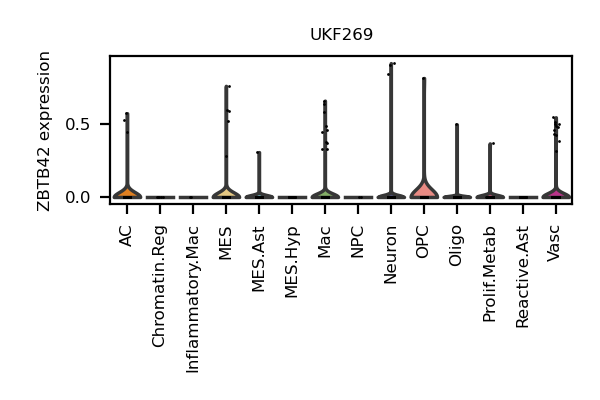 UKF269
ZBTB42 expression
0.5
0.0
AC
Chromatin.Reg
Inflammatory.Mac
MES
MES.Ast
MES.Hyp
Mac
NPC
Neuron
OPC
Oligo
Prolif.Metab
Reactive.Ast
Vasc